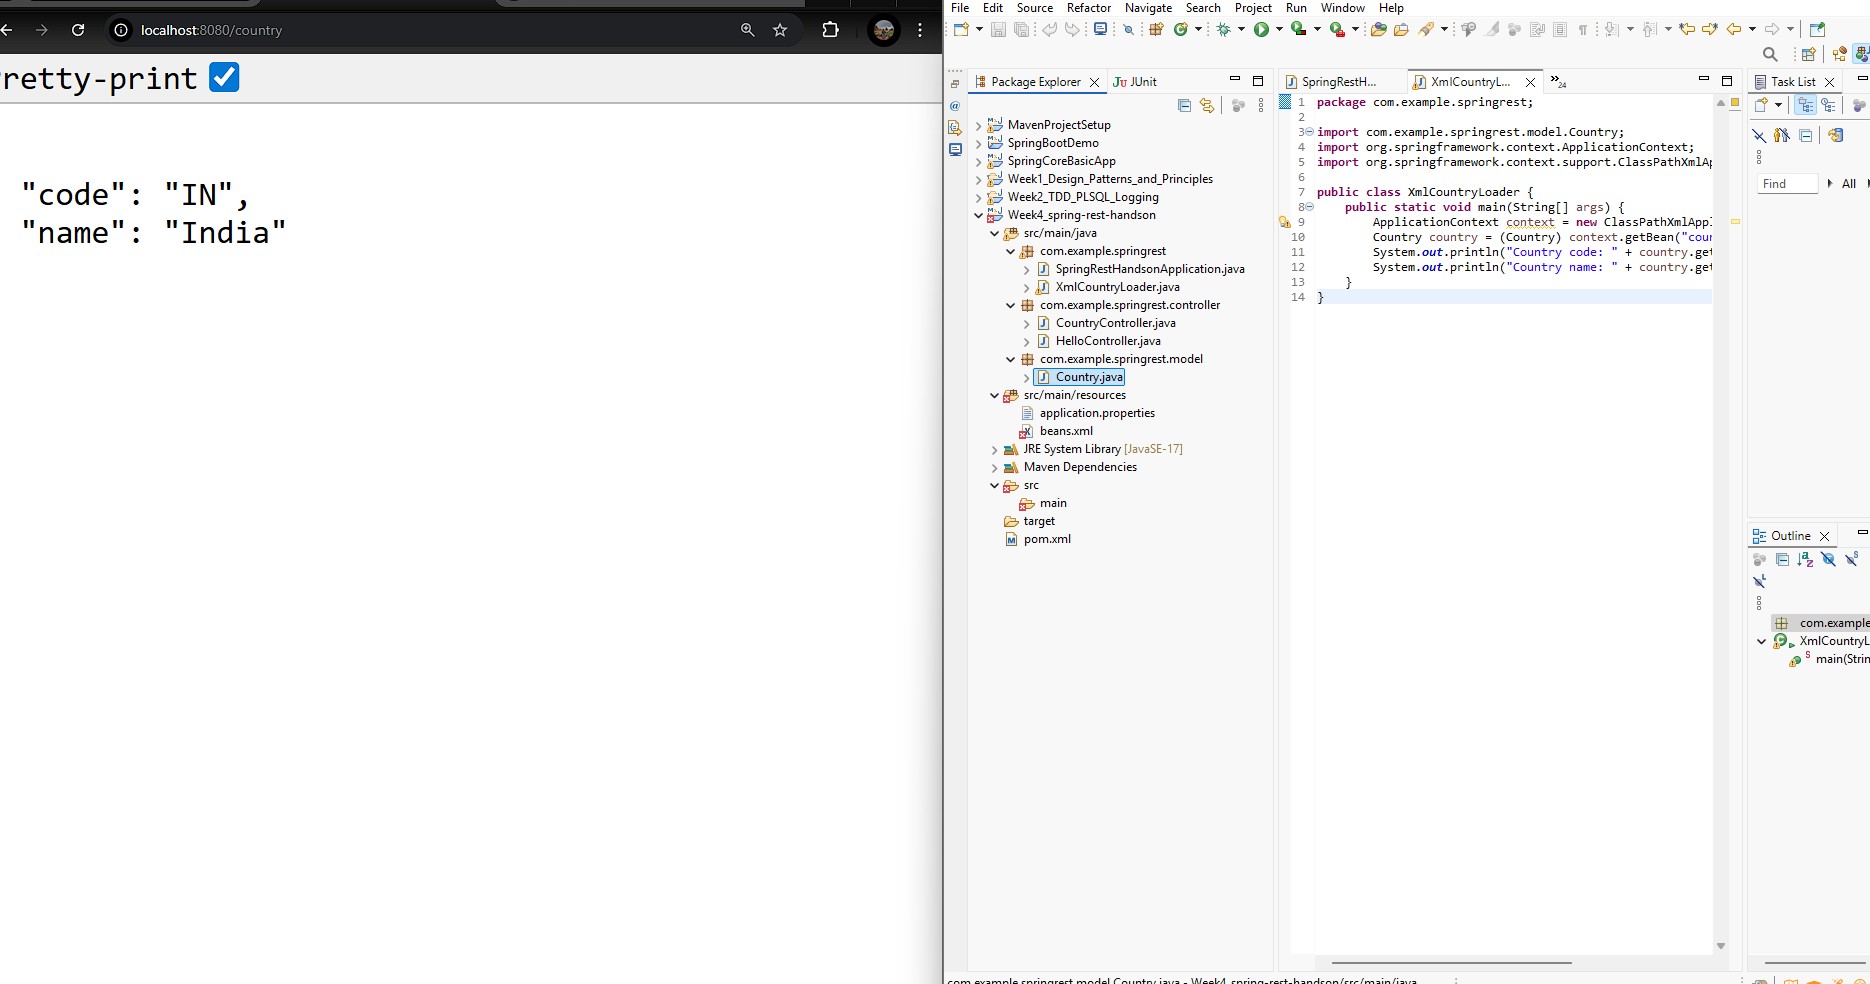 localhost:8080/country
retty-print
"code": "IN",
"name": "India"
File Edit Source Refactor Navigate Search Project Run Window Help
Package Explorer
JUnit
MavenProjectSetup
SpringBootDemo
SpringCoreBasicApp
Week1_Design_Patterns_and_Principles
Week2_TDD_PLSQL_Logging
Week4_spring-rest-handson
src/main/java
com.example.springrest
SpringRestHandsonApplication.java
XmlCountryLoader.java
com.example.springrest.controller
CountryController.java
HelloController.java
com.example.springrest.model
Country.java
src/main/resources
application.properties
beans.xml
JRE System Library [JavaSE-17]
Maven Dependencies
src
main
target
pom.xml
SpringRestH...
XmlCountryL...
24
1 package com.example.springrest;
2
3 import com.example.springrest.model.Country;
4 import org.springframework.context.ApplicationContext;
5 import org.springframework.context.support.ClassPathXmlAp
6
7 public class XmlCountryLoader {
8 public static void main(String[] args) {
9 ApplicationContext context = new ClassPathXmlAppl
10 Country country = (Country) context.getBean("cour
11 System.out.println("Country code: " + country.get
12 System.out.println("Country name: " + country.get
13 }
14 }
Task List
Find
All
Outline
com.example
XmlCountryL
main(Strin
com.example.springrest.model.Country.java - Week4_spring-rest-handson/src/main/java